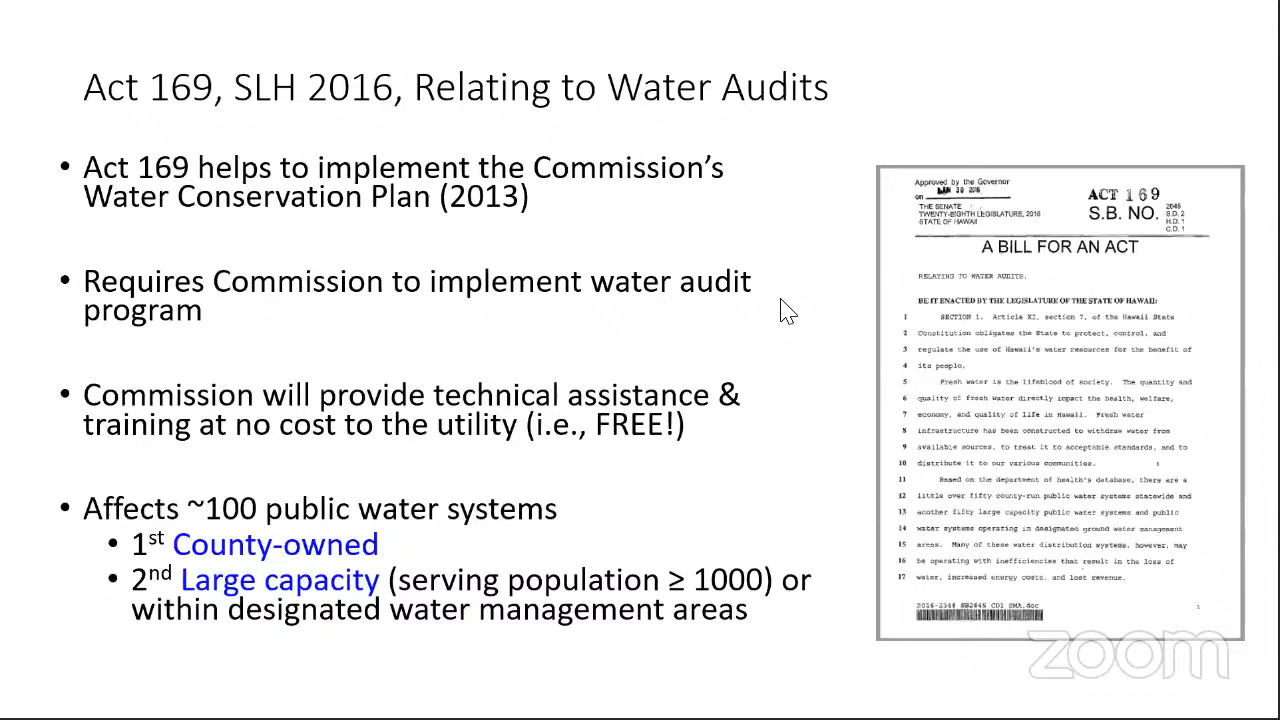 Act 169, SLH 2016, Relating to Water Audits
• Act 169 helps to implement the Commission's
Water Conservation Plan (2013)
• Requires Commission to implement water audit
program
• Commission will provide technical assistance &
training at no cost to the utility (i.e., FREE!)
• Affects ~100 public water systems
• 1st County-owned
• 2nd Large capacity (serving population ≥ 1000) or
within designated water management areas
Approved by the Governor
on
THE SENATE
TWENTY-EIGHTH LEGISLATURE, 2016
STATE OF HAWAII
ACT 169
S.B. NO.
2645
S.D. 2
H.D. 1
C.D. 1
A BILL FOR AN ACT
RELATING TO WATER AUDITS.
BE IT ENACTED BY THE LEGISLATURE OF THE STATE OF HAWAII:
1 SECTION 1. Article XI, section 7, of the Hawaii State
2 Constitution obligates the State to protect, control, and
3 regulate the use of Hawaii's water resources for the benefit of
4 its people.
5 Fresh water is the lifeblood of society. The quantity and
6 quality of fresh water directly impact the health, welfare,
7 economy, and quality of life in Hawaii. Fresh water
8 infrastructure has been constructed to withdraw water from
9 available sources, to treat it to acceptable standards, and to
10 distribute it to our various communities.
11 Based on the department of health's database, there are a
12 little over fifty county-run public water systems statewide and
13 another fifty large capacity public water systems and public
14 water systems operating in designated ground water management
15 areas. Many of these water distribution systems, however, may
16 be operating with inefficiencies that result in the loss of
17 water, increased energy costs, and lost revenue.
2016-2348 SB2645 CD1 SMA.doc
1
zoom